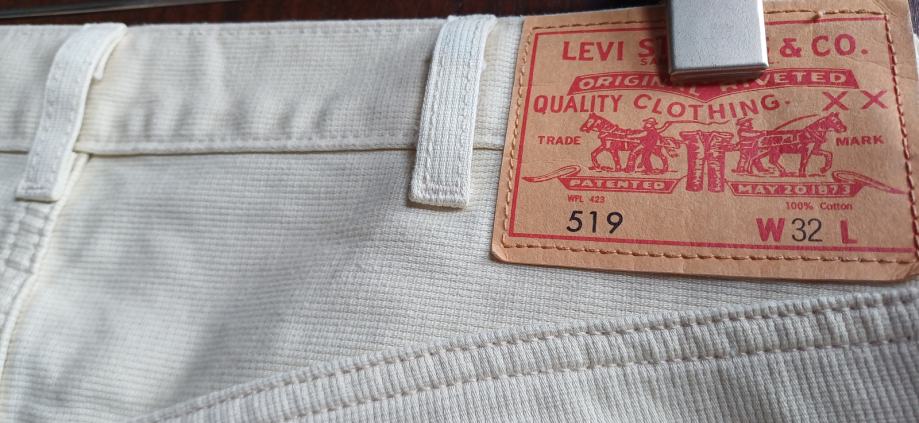 LEVI ST & CO.
ORIGINAL RIVETED
QUALITY CLOTHING. XX
TRADE MARK
PATENTED MAY 20 1873
WPL 423 100% Cotton
519 W 32 L